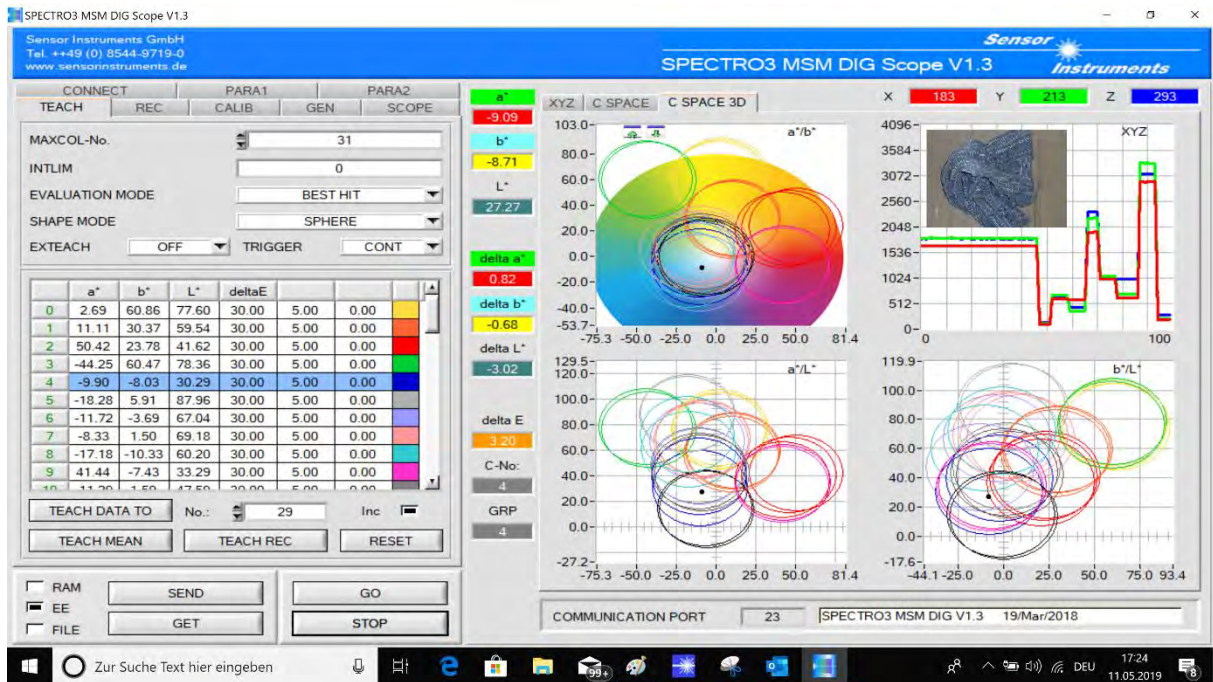 SPECTRO3 MSM DIG Scope V1.3
Sensor Instruments GmbH
Tel. ++49 (0) 8544-9719-0
www.sensorinstruments.de
Sensor Instruments
SPECTRO3 MSM DIG Scope V1.3
CONNECT PARA1 PARA2
TEACH REC CALIB GEN SCOPE
MAXCOL-No. 31
INTLIM 0
EVALUATION MODE BEST HIT
SHAPE MODE SPHERE
EXTEACH OFF TRIGGER CONT
a* b* L* deltaE
0 2.69 60.86 77.60 30.00 5.00 0.00
1 11.11 30.37 59.54 30.00 5.00 0.00
2 50.42 23.78 41.62 30.00 5.00 0.00
3 -44.25 60.47 78.36 30.00 5.00 0.00
4 -9.90 -8.03 30.29 30.00 5.00 0.00
5 -18.28 5.91 87.96 30.00 5.00 0.00
6 -11.72 -3.69 67.04 30.00 5.00 0.00
7 -8.33 1.50 69.18 30.00 5.00 0.00
8 -17.18 -10.33 60.20 30.00 5.00 0.00
9 41.44 -7.43 33.29 30.00 5.00 0.00
TEACH DATA TO No.: 29 Inc
TEACH MEAN TEACH REC RESET
RAM
EE
FILE
SEND GO
GET STOP
a*
-9.09
b*
-8.71
L*
27.27
delta a*
0.82
delta b*
-0.68
delta L*
-3.02
delta E
3.20
C-No:
4
GRP
4
XYZ C SPACE C SPACE 3D
X 183 Y 213 Z 293
a*/b*
103.0-
80.0-
60.0-
40.0-
20.0-
0.0-
-20.0-
-40.0-
-53.7-
-75.3 -50.0 -25.0 0.0 25.0 50.0 81.4
XYZ
4096-
3584-
3072-
2560-
2048-
1536-
1024-
512-
0-
0 100
a*/L*
129.5-
120.0-
100.0-
80.0-
60.0-
40.0-
20.0-
0.0-
-27.2-
-75.3 -50.0 -25.0 0.0 25.0 50.0 81.4
b*/L*
119.9-
100.0-
80.0-
60.0-
40.0-
20.0-
0.0-
-17.6-
-44.1 -25.0 0.0 25.0 50.0 75.0 93.4
COMMUNICATION PORT 23 SPECTRO3 MSM DIG V1.3 19/Mar/2018
Zur Suche Text hier eingeben
99+
DEU
17:24
11.05.2019
8